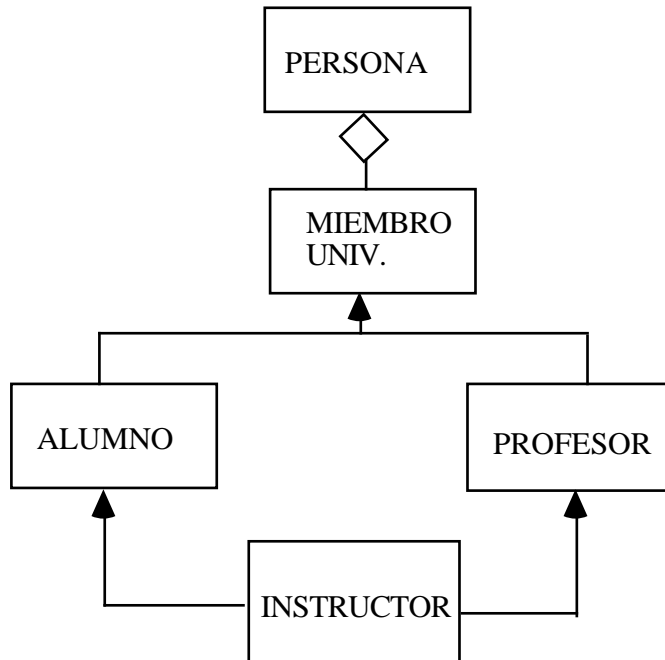 PERSONA
MIEMBRO
UNIV.
ALUMNO
PROFESOR
INSTRUCTOR